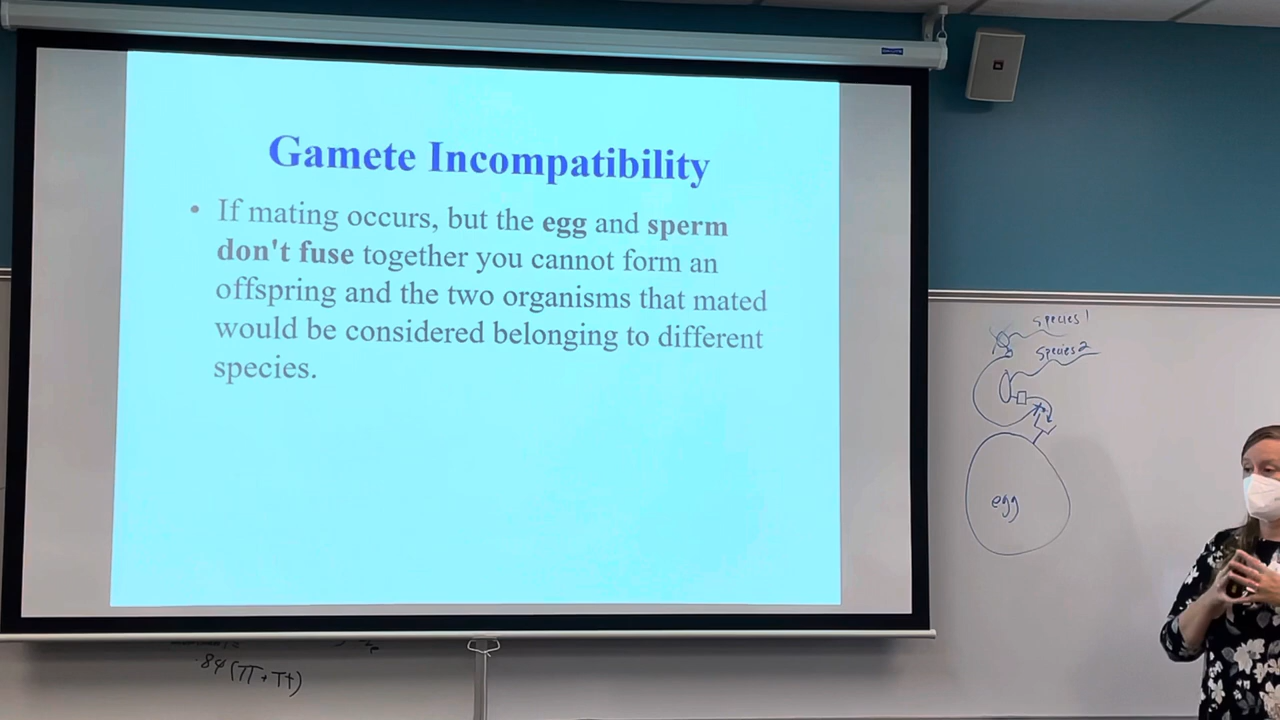 Gamete Incompatibility
• If mating occurs, but the egg and sperm
don't fuse together you cannot form an
offspring and the two organisms that mated
would be considered belonging to different
species.
Species 1
Species 2
egg
.84 (TT + Tt)